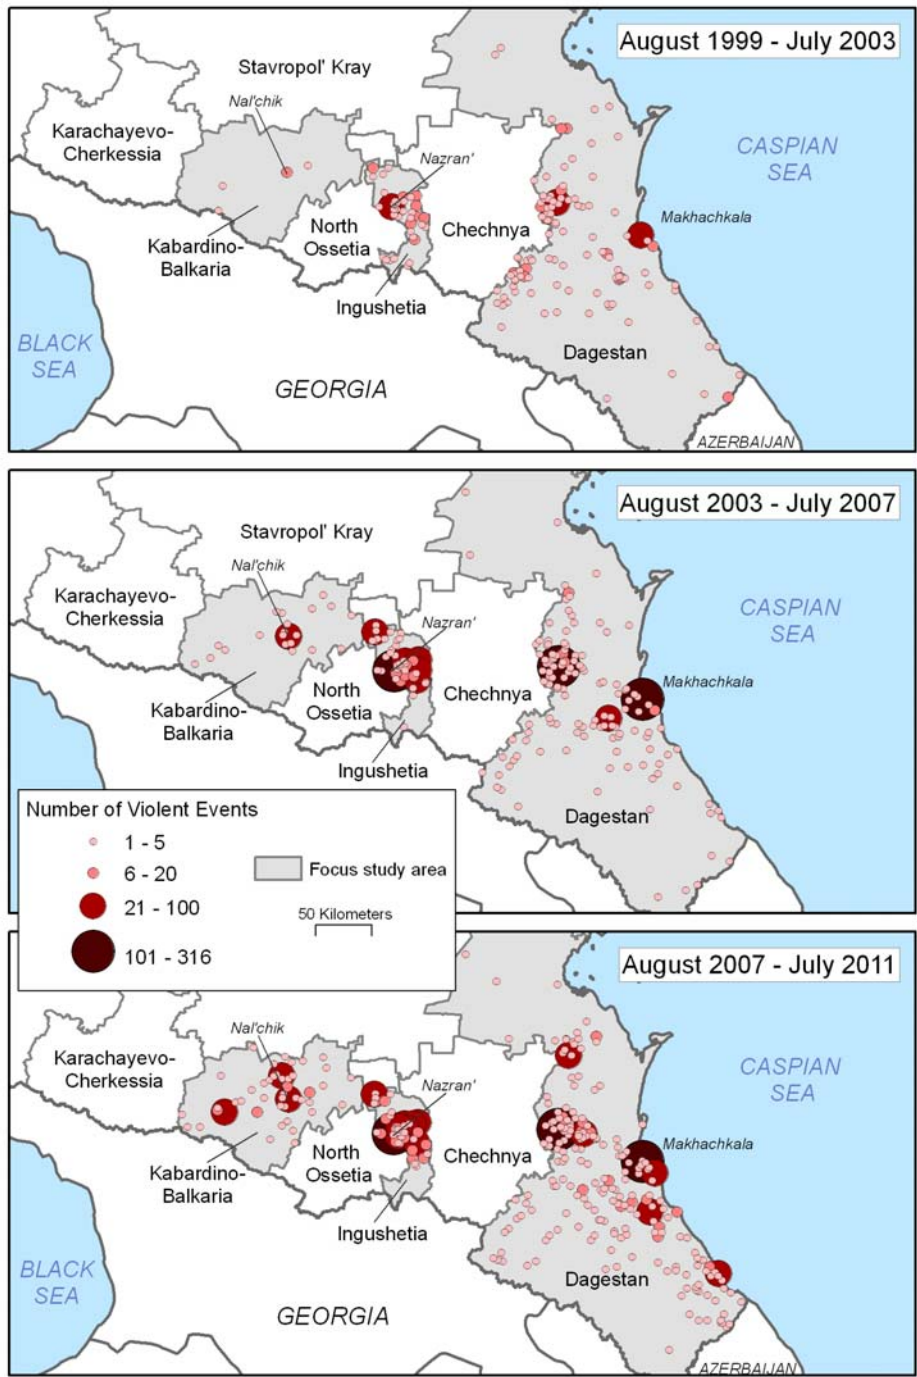 August 1999 - July 2003
Stavropol' Kray
Nal'chik
Karachayevo-
Cherkessia
CASPIAN
SEA
Nazran'
Makhachkala
North
Ossetia
Chechnya
Kabardino-
Balkaria
Ingushetia
BLACK
SEA
Dagestan
GEORGIA
AZERBAIJAN
August 2003 - July 2007
Stavropol' Kray
Nal'chik
Karachayevo-
Cherkessia
CASPIAN
SEA
Nazran'
Makhachkala
North
Ossetia
Chechnya
Kabardino-
Balkaria
Ingushetia
Dagestan
Number of Violent Events
1 - 5
6 - 20
21 - 100
101 - 316
Focus study area
50 Kilometers
August 2007 - July 2011
Nal'chik
Karachayevo-
Cherkessia
CASPIAN
SEA
Nazran'
Makhachkala
North
Ossetia
Chechnya
Kabardino-
Balkaria
Ingushetia
BLACK
SEA
Dagestan
GEORGIA
AZERBAIJAN